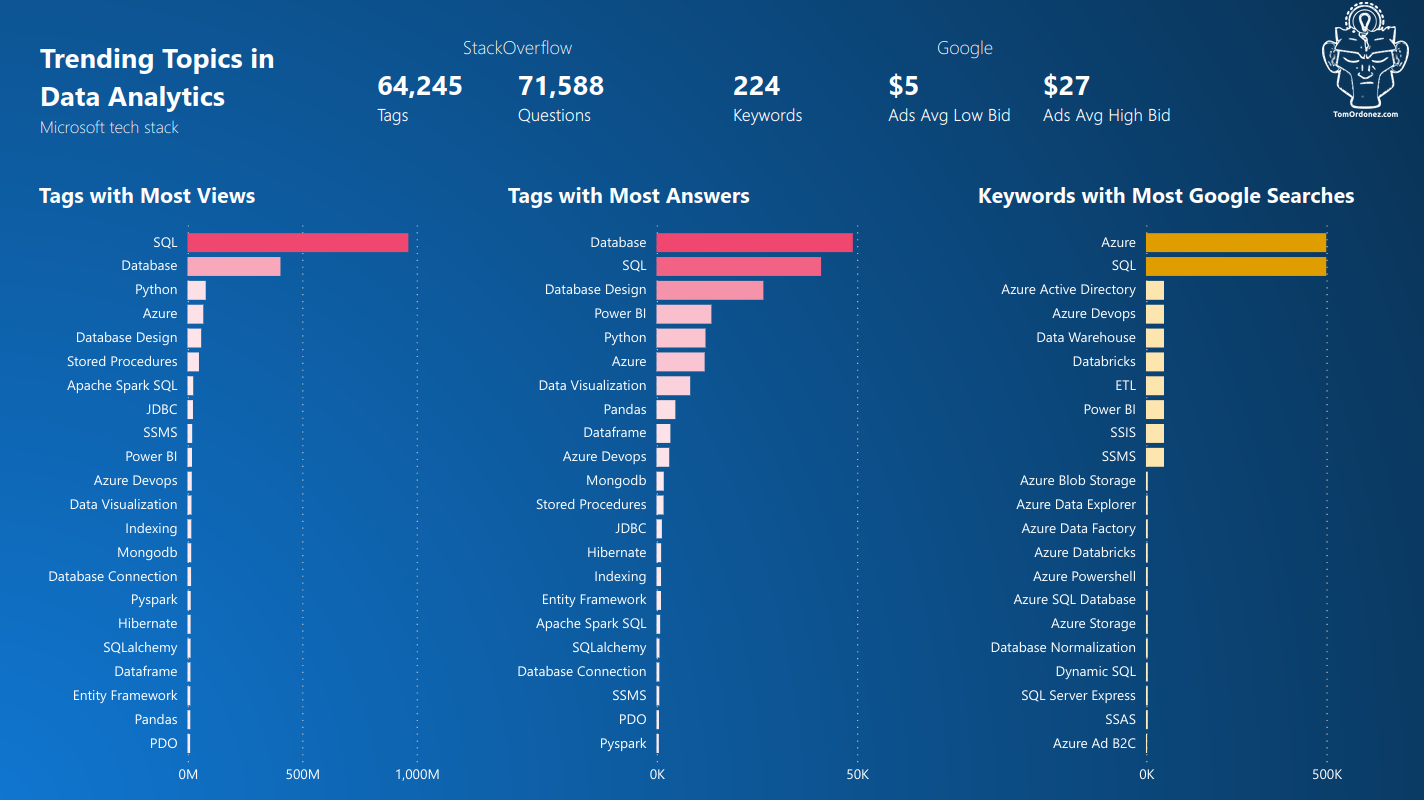 Trending Topics in
Data Analytics
Microsoft tech stack
StackOverflow
64,245
Tags
71,588
Questions
Google
224
Keywords
$5
Ads Avg Low Bid
$27
Ads Avg High Bid
TomOrdonez.com
Tags with Most Views
SQL
Database
Python
Azure
Database Design
Stored Procedures
Apache Spark SQL
JDBC
SSMS
Power BI
Azure Devops
Data Visualization
Indexing
Mongodb
Database Connection
Pyspark
Hibernate
SQLalchemy
Dataframe
Entity Framework
Pandas
PDO
0M 500M 1,000M
Tags with Most Answers
Database
SQL
Database Design
Power BI
Python
Azure
Data Visualization
Pandas
Dataframe
Azure Devops
Mongodb
Stored Procedures
JDBC
Hibernate
Indexing
Entity Framework
Apache Spark SQL
SQLalchemy
Database Connection
SSMS
PDO
Pyspark
0K 50K
Keywords with Most Google Searches
Azure
SQL
Azure Active Directory
Azure Devops
Data Warehouse
Databricks
ETL
Power BI
SSIS
SSMS
Azure Blob Storage
Azure Data Explorer
Azure Data Factory
Azure Databricks
Azure Powershell
Azure SQL Database
Azure Storage
Database Normalization
Dynamic SQL
SQL Server Express
SSAS
Azure Ad B2C
0K 500K